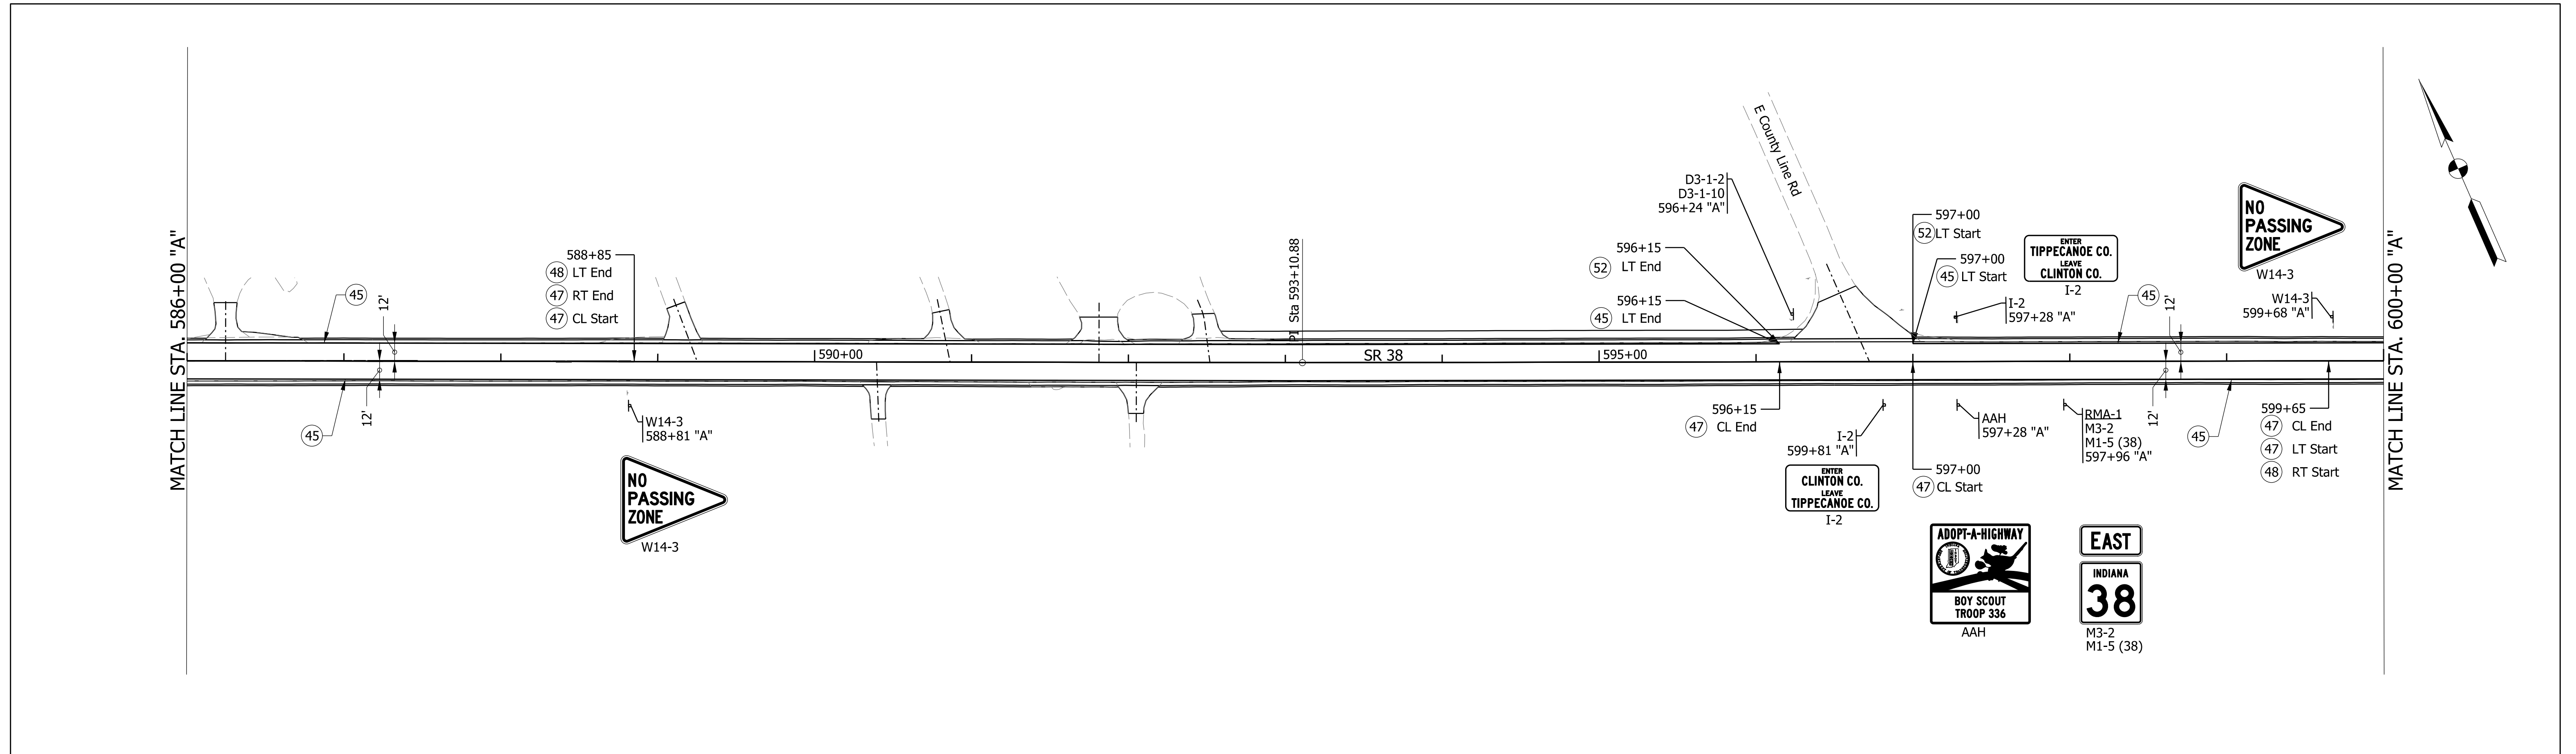 MATCH LINE STA. 586+00 "A"
45
12'
12'
45
588+85
48 LT End
47 RT End
47 CL Start
W14-3
588+81 "A"
NO
PASSING
ZONE
W14-3
590+00
PI Sta 593+10.88
SR 38
595+00
E County Line Rd
D3-1-2
D3-1-10
596+24 "A"
596+15
52 LT End
596+15
45 LT End
597+00
52 LT Start
597+00
45 LT Start
ENTER
TIPPECANOE CO.
LEAVE
CLINTON CO.
I-2
I-2
597+28 "A"
45
12'
NO
PASSING
ZONE
W14-3
W14-3
599+68 "A"
596+15
47 CL End
I-2
599+81 "A"
ENTER
CLINTON CO.
LEAVE
TIPPECANOE CO.
I-2
597+00
47 CL Start
AAH
597+28 "A"
RMA-1
M3-2
M1-5 (38)
597+96 "A"
12'
45
599+65
47 CL End
47 LT Start
48 RT Start
ADOPT-A-HIGHWAY
BOY SCOUT
TROOP 336
AAH
EAST
INDIANA
38
M3-2
M1-5 (38)
MATCH LINE STA. 600+00 "A"